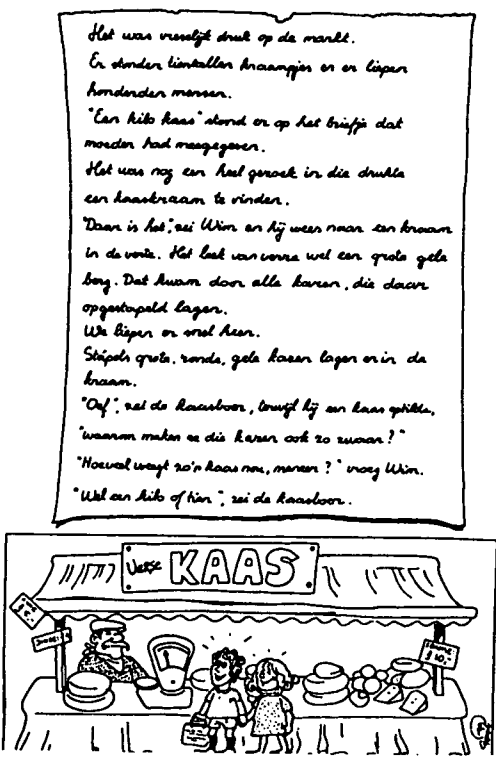 Het was vreselijk druk op de markt.
Er stonden tientallen kraampjes en er liepen
honderden mensen.
"Een kilo kaas" stond er op het briefje dat
moeder had meegegeven.
Het was nog een heel gezoek in die drukte
een kaaskraam te vinden.
"Daar is het", zei Wim en hij wees naar een kraam
in de verte. Het leek van verre wel een grote gele
berg. Dat kwam door alle kazen, die daar
opgestapeld lagen.
We liepen er snel heen.
Stapels grote, ronde, gele kazen lagen er in de
kraam.
"Oef", zei de kaasboer, terwijl hij een kaas optilde,
"waarom maken ze die kazen ook zo zwaar?"
"Hoeveel weegt zo'n kaas nou, meneer?" vroeg Wim.
"Wel een kilo of tien", zei de kaasboer.
Verse KAAS